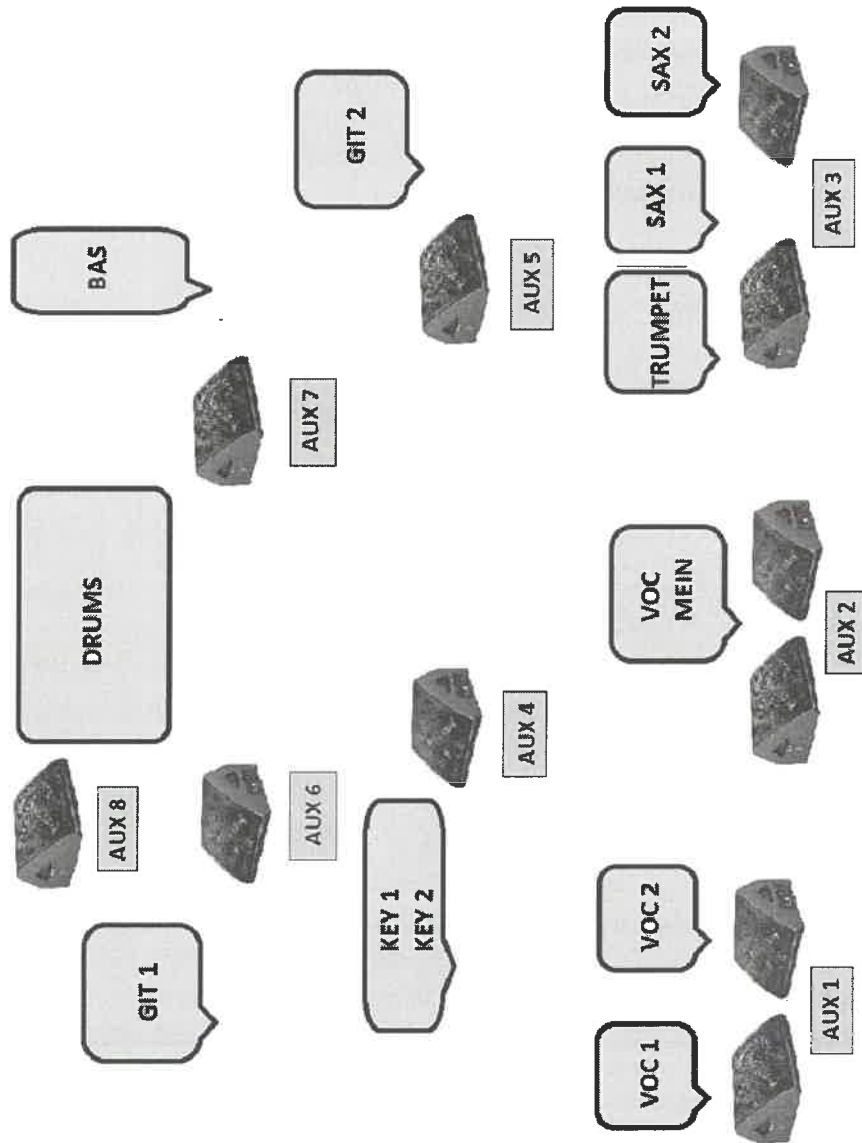 DRUMS
BAS
AUX 8
GIT 1
AUX 6
AUX 7
GIT 2
KEY 1
KEY 2
AUX 4
AUX 5
VOC 1
VOC 2
VOC
MEIN
TRUMPET
SAX 1
SAX 2
AUX 1
AUX 2
AUX 3